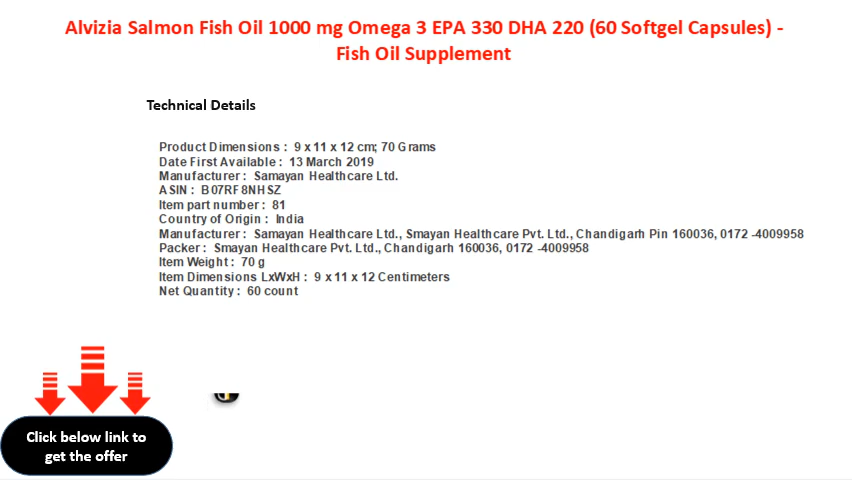 Alvizia Salmon Fish Oil 1000 mg Omega 3 EPA 330 DHA 220 (60 Softgel Capsules) -
Fish Oil Supplement
Technical Details
Product Dimensions : 9 x 11 x 12 cm; 70 Grams
Date First Available : 13 March 2019
Manufacturer : Samayan Healthcare Ltd.
ASIN : B07RF8NHSZ
Item part number : 81
Country of Origin : India
Manufacturer : Samayan Healthcare Ltd., Smayan Healthcare Pvt. Ltd., Chandigarh Pin 160036, 0172 -4009958
Packer : Smayan Healthcare Pvt. Ltd., Chandigarh 160036, 0172 -4009958
Item Weight : 70 g
Item Dimensions LxWxH : 9 x 11 x 12 Centimeters
Net Quantity : 60 count
Click below link to
get the offer